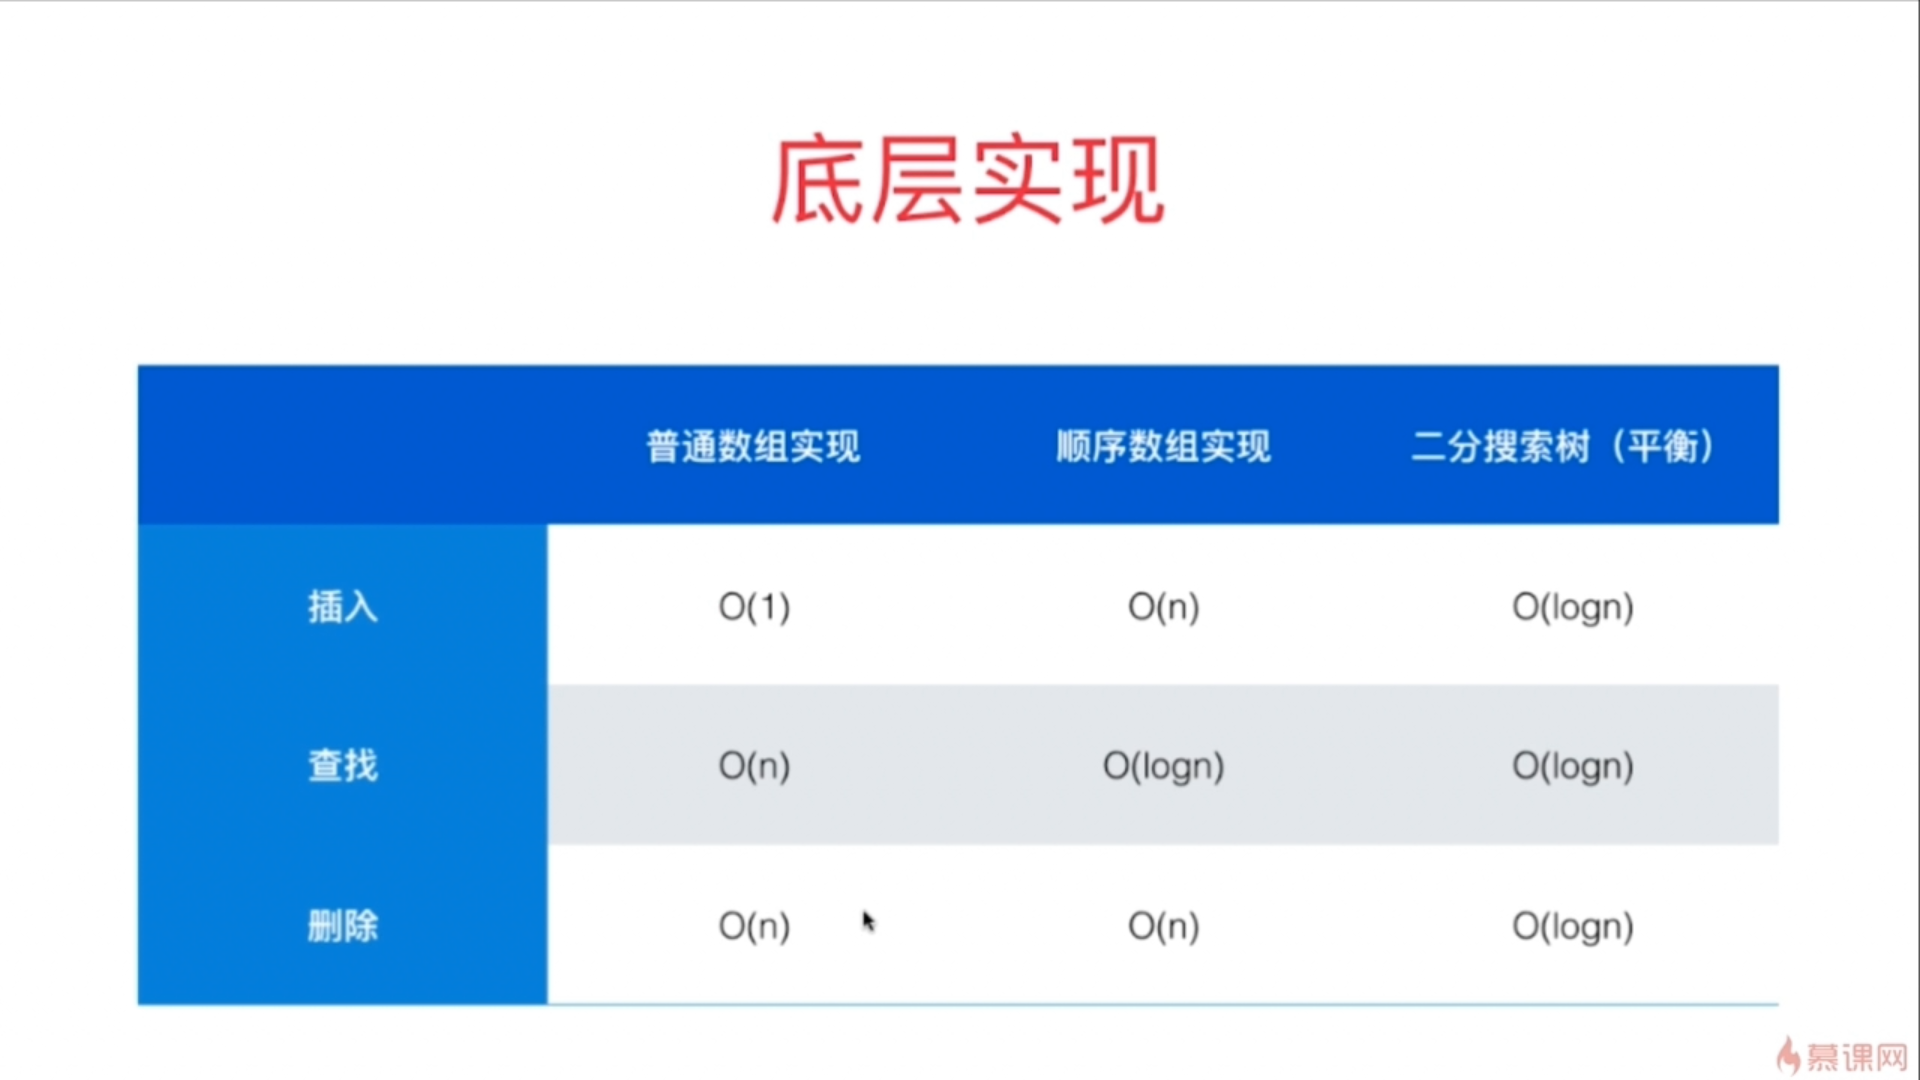 底层实现
普通数组实现 顺序数组实现 二分搜索树（平衡）
插入 O(1) O(n) O(logn)
查找 O(n) O(logn) O(logn)
删除 O(n) O(n) O(logn)
慕课网